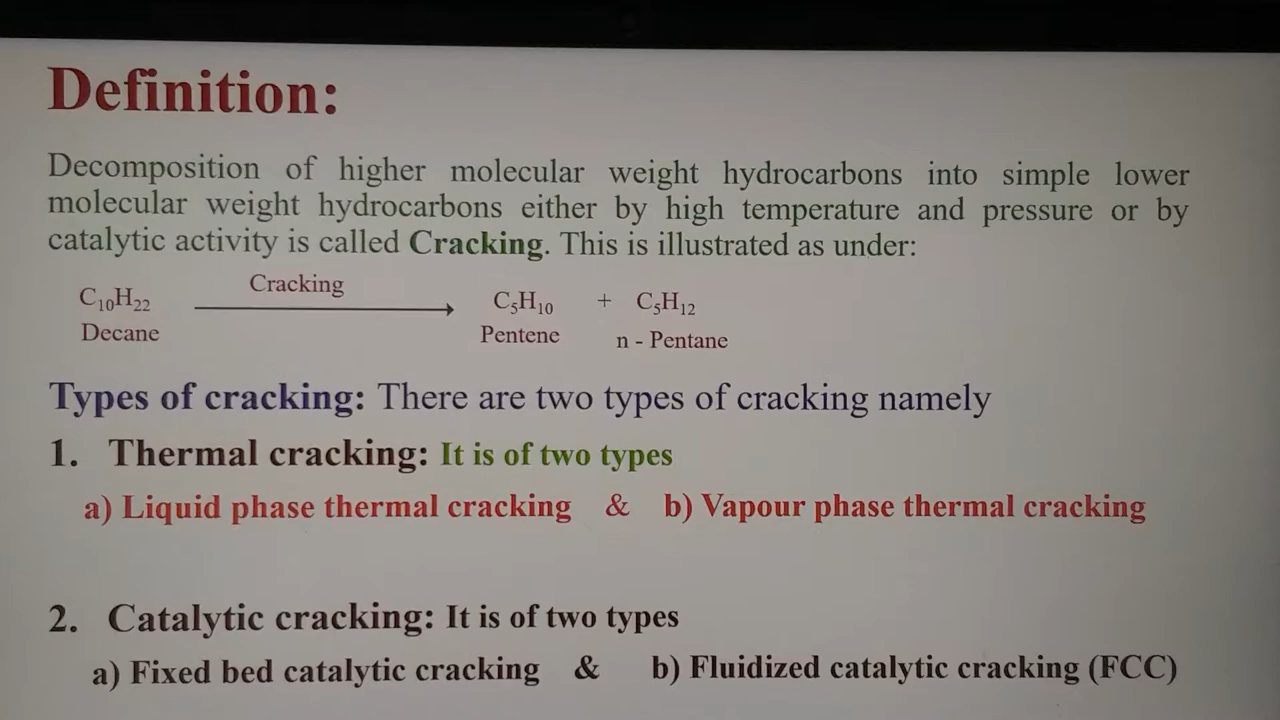 Definition:
Decomposition of higher molecular weight hydrocarbons into simple lower
molecular weight hydrocarbons either by high temperature and pressure or by
catalytic activity is called Cracking. This is illustrated as under:
Cracking
C₁₀H₂₂ C₅H₁₀ + C₅H₁₂
Decane Pentene n - Pentane
Types of cracking: There are two types of cracking namely
1. Thermal cracking: It is of two types
a) Liquid phase thermal cracking & b) Vapour phase thermal cracking
2. Catalytic cracking: It is of two types
a) Fixed bed catalytic cracking & b) Fluidized catalytic cracking (FCC)